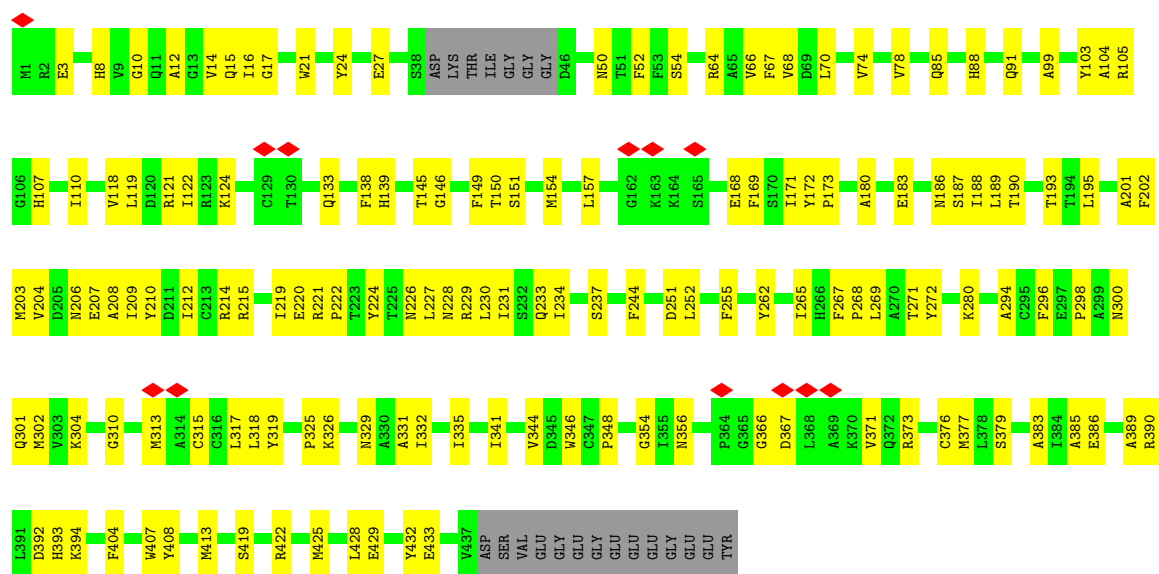 M1 R2 E3 H8 V9 G10 Q11 A12 G13 V14 Q15 I16 G17 W21 Y24 E27 S38 ASP LYS THR ILE GLY GLY GLY D46 N50 T51 F52 F53 S54 R64 A65 V66 F67 V68 D69 L70 V74 V78 Q85 H88 Q91 A99 Y103 A104 R105
G106 H107 I110 V118 L119 D120 R121 I122 R123 K124 C129 T130 Q133 F138 H139 T145 G146 F149 T150 S151 M154 L157 G162 K163 K164 S165 E168 F169 S170 I171 Y172 P173 A180 E183 N186 S187 I188 L189 T190 T193 T194 L195 A201 F202
M203 V204 D205 N206 E207 A208 I209 Y210 D211 I212 C213 R214 R215 I219 E220 R221 P222 T223 Y224 T225 N226 L227 N228 R229 L230 I231 S232 Q233 I234 S237 F244 D251 L252 F255 Y262 I265 H266 F267 P268 L269 A270 T271 Y272 K280 A294 C295 F296 E297 P298 A299 N300
Q301 M302 V303 K304 G310 M313 A314 C315 C316 L317 L318 Y319 P325 K326 N329 A330 A331 I332 I335 I341 V344 D345 W346 C347 P348 G354 I355 N356 P364 G365 G366 D367 L368 A369 K370 V371 Q372 R373 C376 M377 L378 S379 A383 I384 A385 E386 A389 R390
L391 D392 H393 K394 F404 W407 Y408 M413 S419 R422 M425 L428 E429 Y432 E433 V437 ASP SER VAL GLU GLY GLU GLY GLU GLU GLU GLY GLU GLU TYR